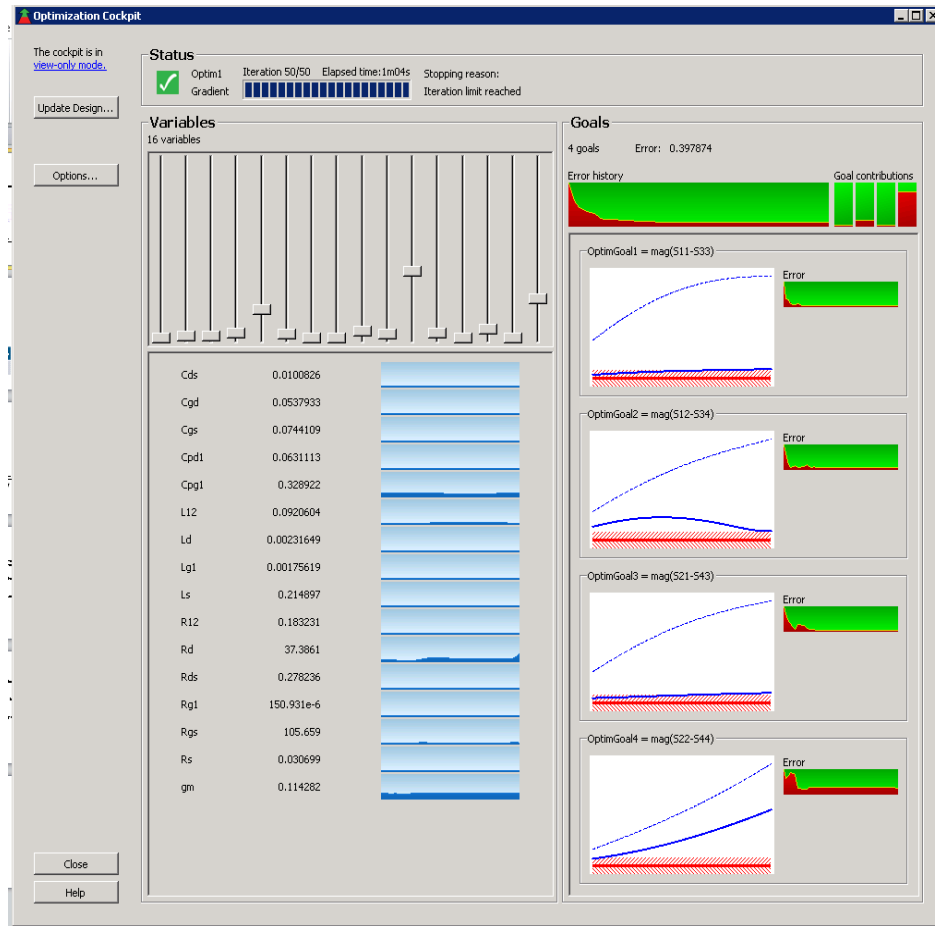 Optimization Cockpit
The cockpit is in
view-only mode.
Update Design...
Options...
Close
Help
Status
Optim1
Gradient
Iteration 50/50 Elapsed time:1m04s
Stopping reason:
Iteration limit reached
Variables
16 variables
Cds 0.0100826
Cgd 0.0537933
Cgs 0.0744109
Cpd1 0.0631113
Cpg1 0.328922
L12 0.0920604
Ld 0.00231649
Lg1 0.00175619
Ls 0.214897
R12 0.183231
Rd 37.3861
Rds 0.278236
Rg1 150.931e-6
Rgs 105.659
Rs 0.030699
gm 0.114282
Goals
4 goals Error: 0.397874
Error history Goal contributions
OptimGoal1 = mag(S11-S33)
Error
OptimGoal2 = mag(S12-S34)
Error
OptimGoal3 = mag(S21-S43)
Error
OptimGoal4 = mag(S22-S44)
Error